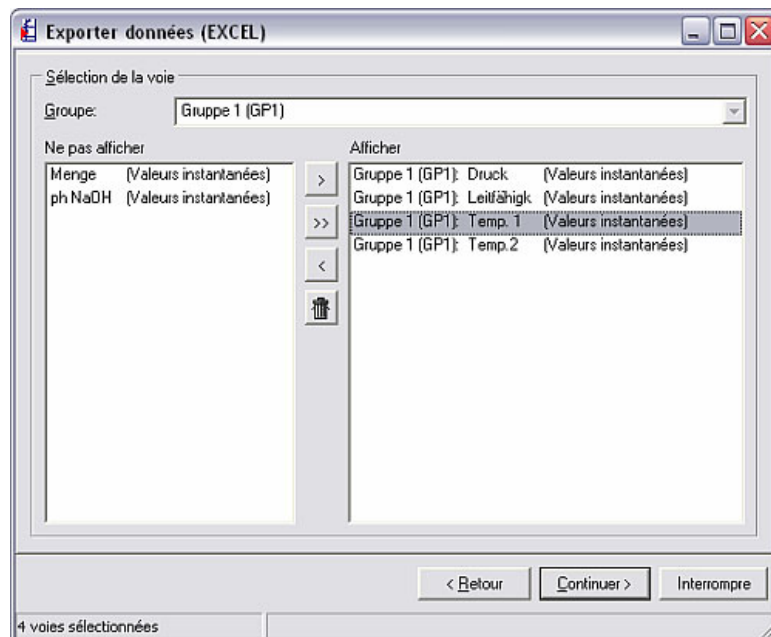 Exporter données (EXCEL)
Sélection de la voie
Groupe: Gruppe 1 (GP1)
Ne pas afficher
Afficher
Menge (Valeurs instantanées)
ph NaOH (Valeurs instantanées)
>
>>
<
Gruppe 1 (GP1): Druck (Valeurs instantanées)
Gruppe 1 (GP1): Leitfähigk (Valeurs instantanées)
Gruppe 1 (GP1): Temp. 1 (Valeurs instantanées)
Gruppe 1 (GP1): Temp.2 (Valeurs instantanées)
< Retour
Continuer >
Interrompre
4 voies sélectionnées